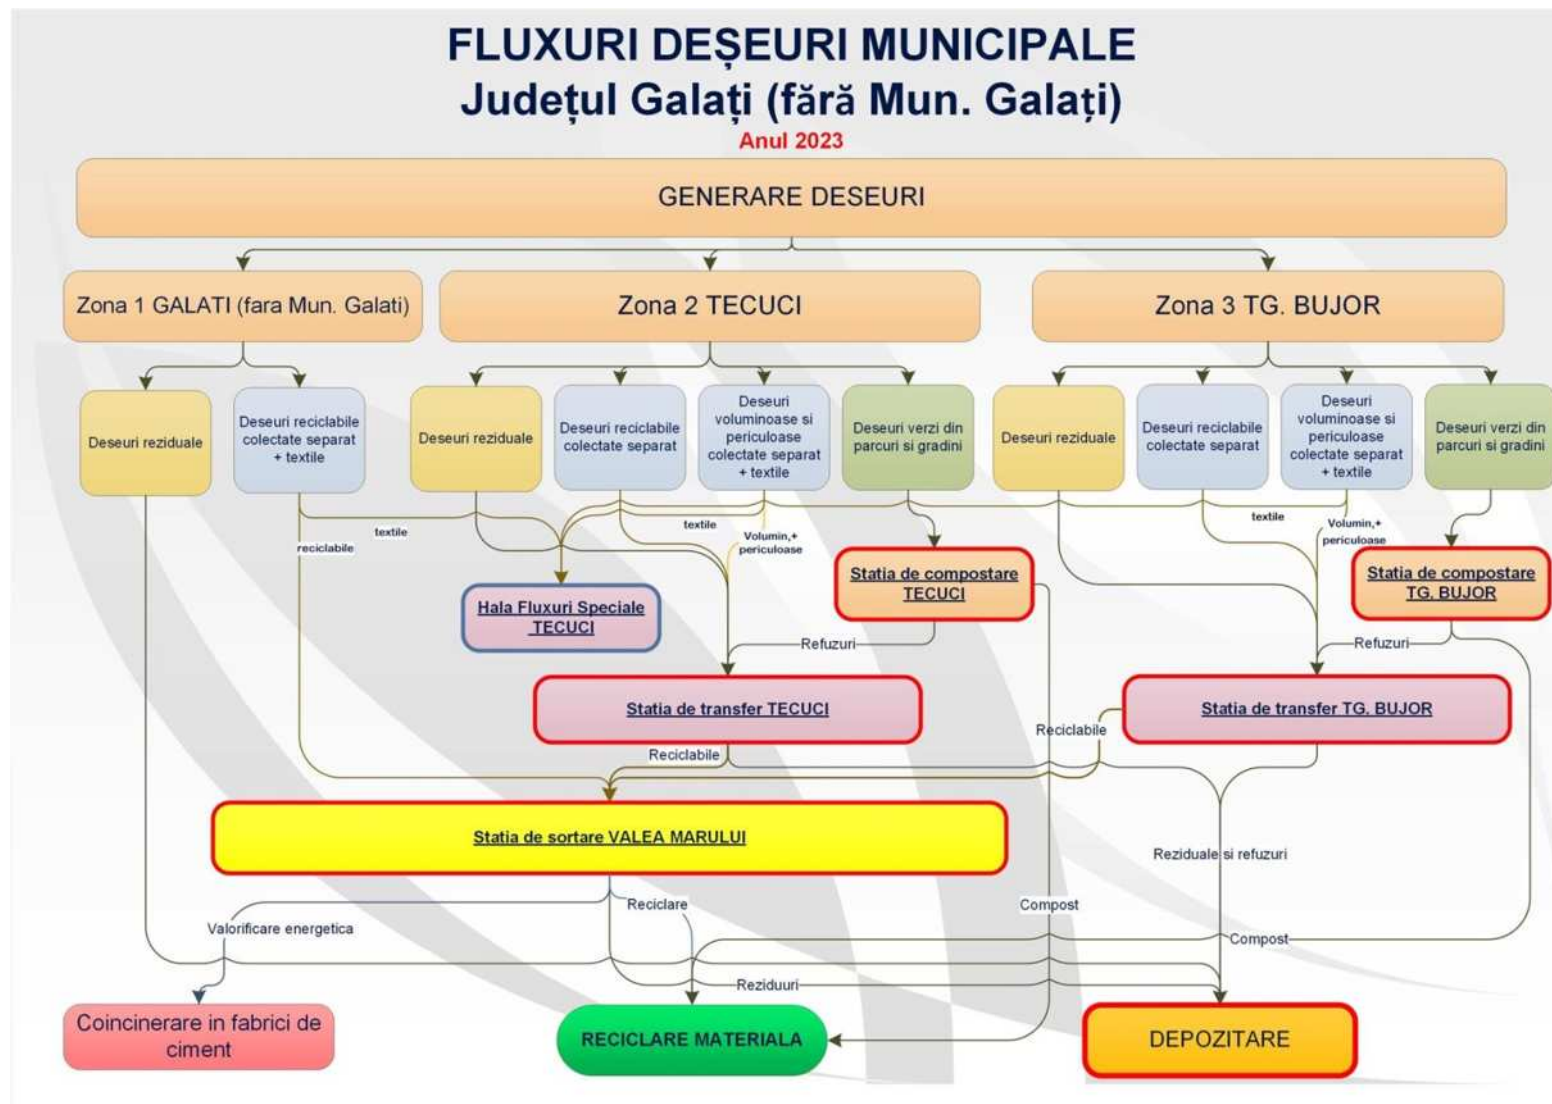 FLUXURI DEȘEURI MUNICIPALE
Județul Galați (fără Mun. Galați)
Anul 2023
GENERARE DESEURI
Zona 1 GALATI (fara Mun. Galati)
Zona 2 TECUCI
Zona 3 TG. BUJOR
Deseuri reziduale
Deseuri reciclabile
colectate separat
+ textile
Deseuri reziduale
Deseuri reciclabile
colectate separat
Deseuri
voluminoase si
periculoase
colectate separat
+ textile
Deseuri verzi din
parcuri si gradini
Deseuri reziduale
Deseuri reciclabile
colectate separat
Deseuri
voluminoase si
periculoase
colectate separat
+ textile
Deseuri verzi din
parcuri si gradini
textile
reciclabile
textile
Volumin,+
periculoase
textile
Volumin,+
periculoase
Hala Fluxuri Speciale
TECUCI
Statia de compostare
TECUCI
Statia de compostare
TG. BUJOR
Refuzuri
Refuzuri
Statia de transfer TECUCI
Statia de transfer TG. BUJOR
Reciclabile
Reciclabile
Statia de sortare VALEA MARULUI
Reziduale si refuzuri
Valorificare energetica
Reciclare
Compost
Compost
Reziduuri
Coincinerare in fabrici de
ciment
RECICLARE MATERIALA
DEPOZITARE